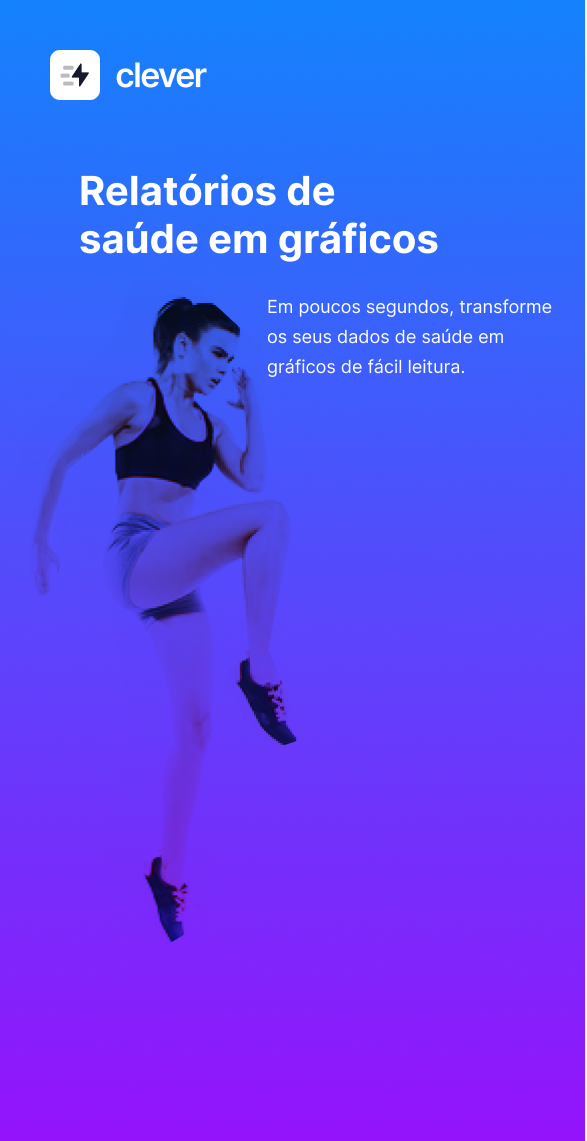 clever
Relatórios de
saúde em gráficos
Em poucos segundos, transforme
os seus dados de saúde em
gráficos de fácil leitura.